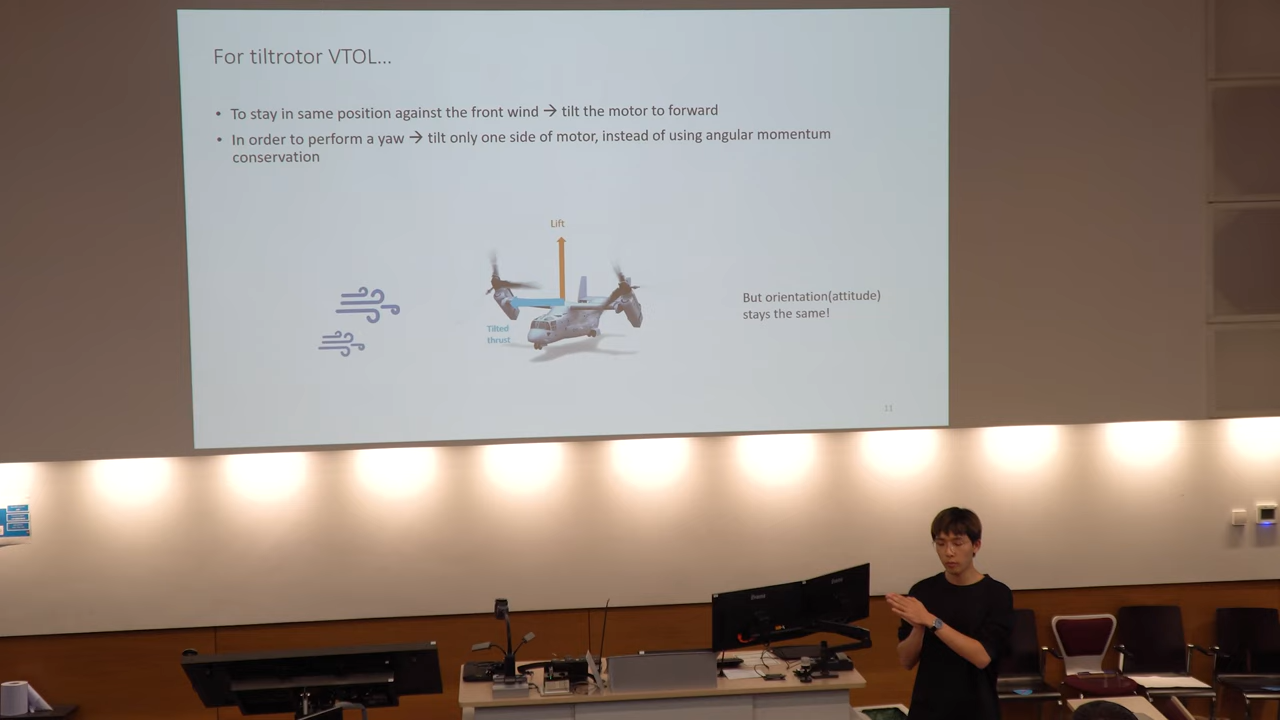 For tiltrotor VTOL...
• To stay in same position against the front wind → tilt the motor to forward
• In order to perform a yaw → tilt only one side of motor, instead of using angular momentum
conservation
Lift
Tilted
thrust
But orientation(attitude)
stays the same!